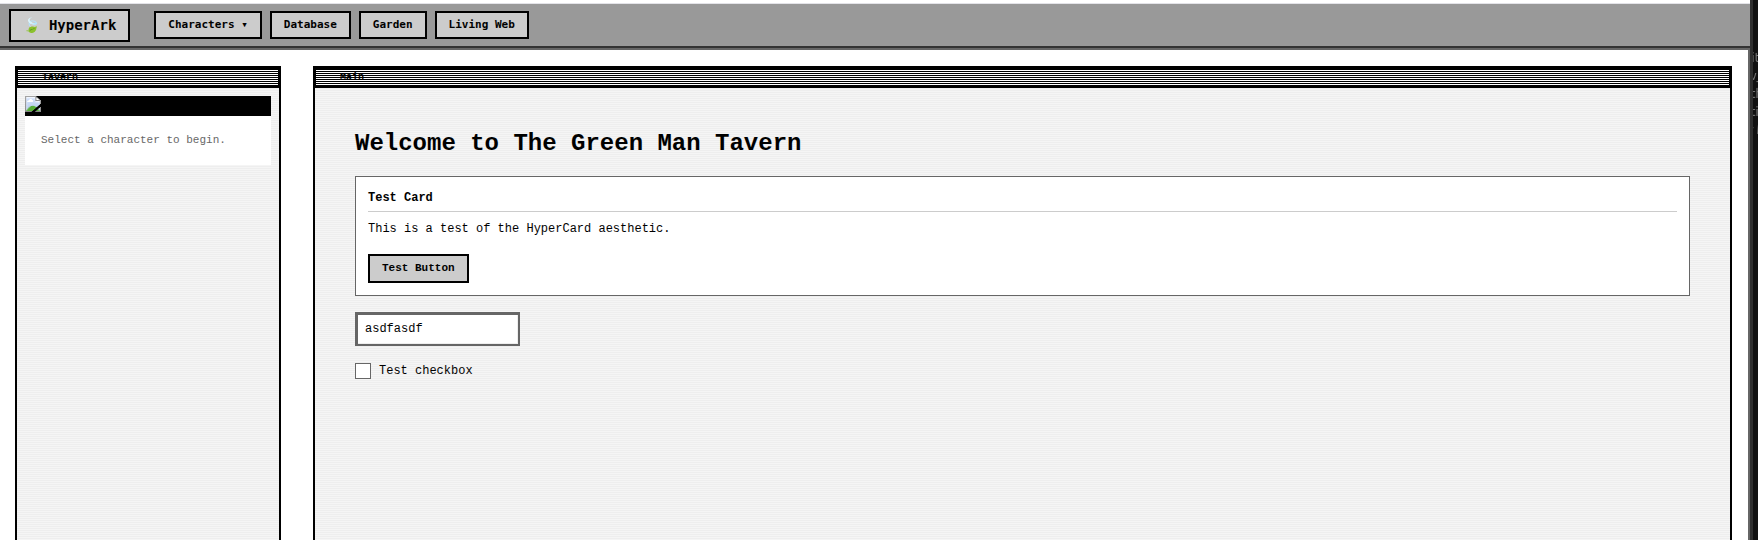 HyperArk
Characters ▾
Database
Garden
Living Web
Tavern
Main
Select a character to begin.
Welcome to The Green Man Tavern
Test Card
This is a test of the HyperCard aesthetic.
Test Button
asdfasdf
Test checkbox